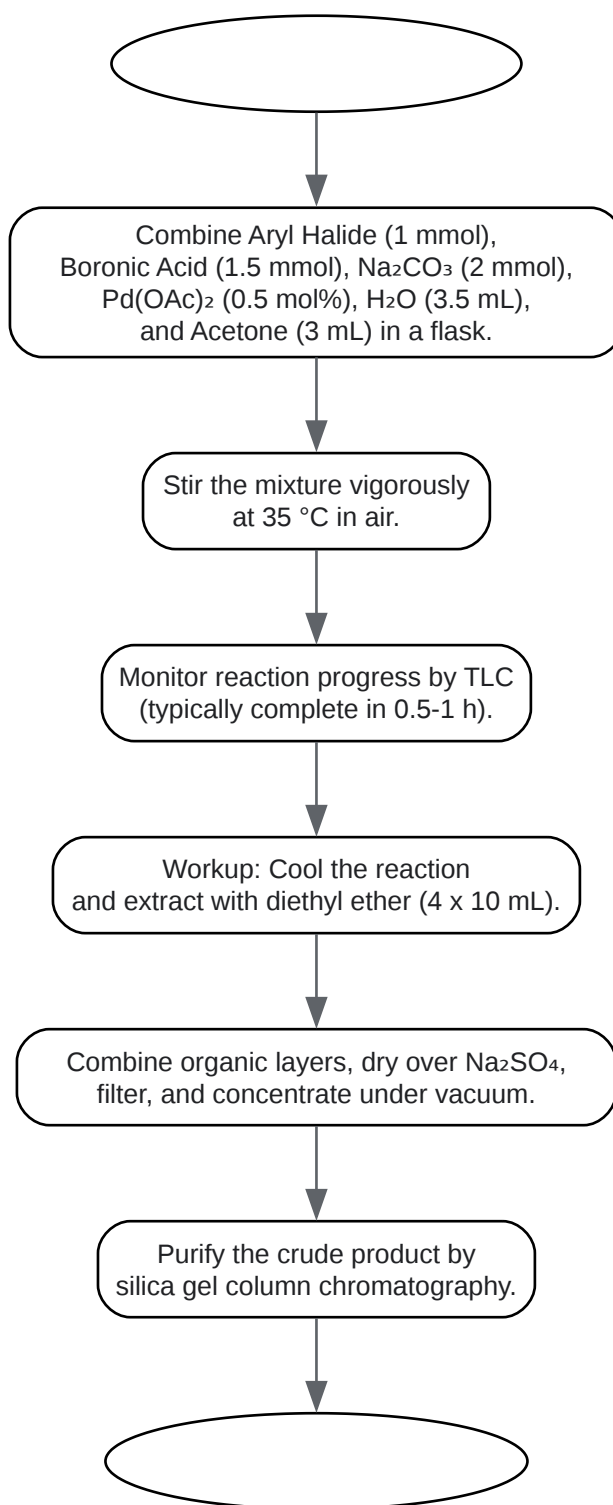 Combine Aryl Halide (1 mmol),
Boronic Acid (1.5 mmol), Na₂CO₃ (2 mmol),
Pd(OAc)₂ (0.5 mol%), H₂O (3.5 mL),
and Acetone (3 mL) in a flask.
Stir the mixture vigorously
at 35 °C in air.
Monitor reaction progress by TLC
(typically complete in 0.5-1 h).
Workup: Cool the reaction
and extract with diethyl ether (4 x 10 mL).
Combine organic layers, dry over Na₂SO₄,
filter, and concentrate under vacuum.
Purify the crude product by
silica gel column chromatography.